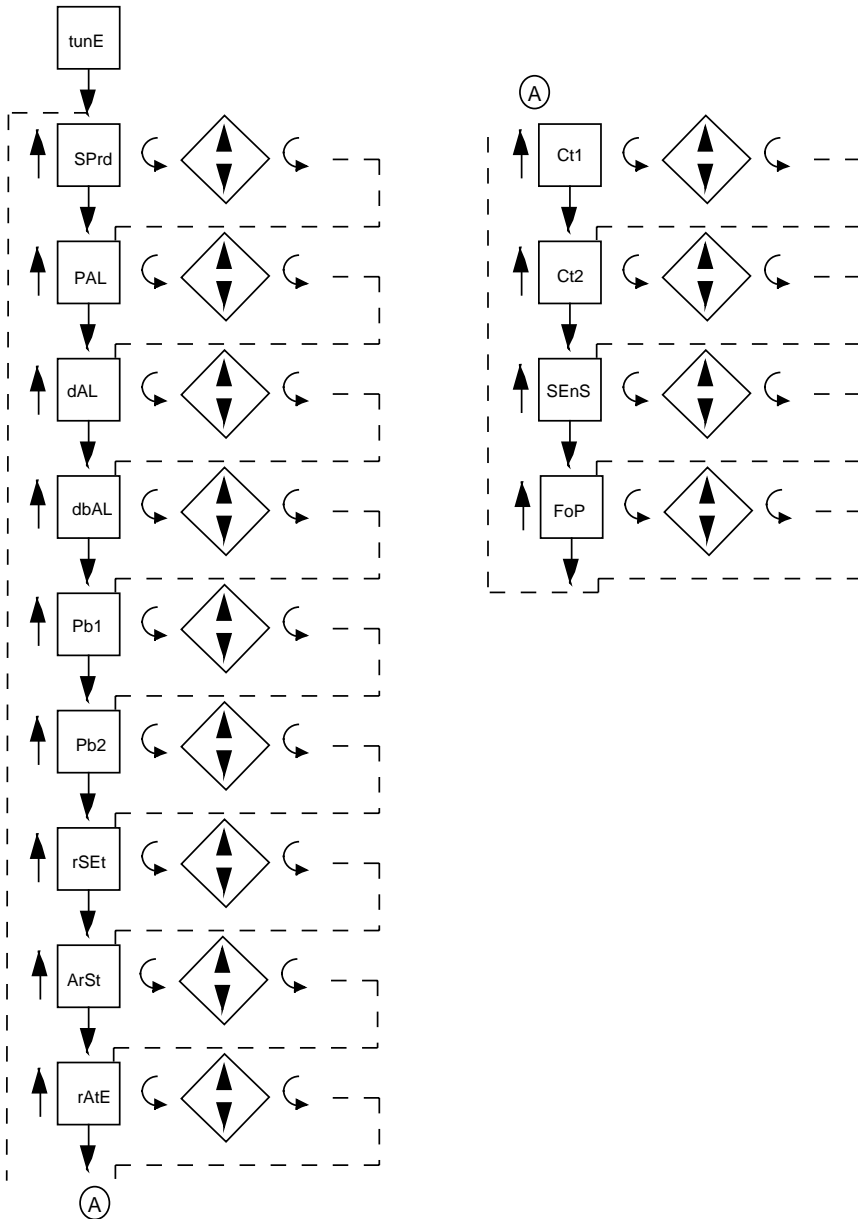 tunE
SPrd
PAL
dAL
dbAL
Pb1
Pb2
rSEt
ArSt
rAtE
A
A
Ct1
Ct2
SEnS
FoP